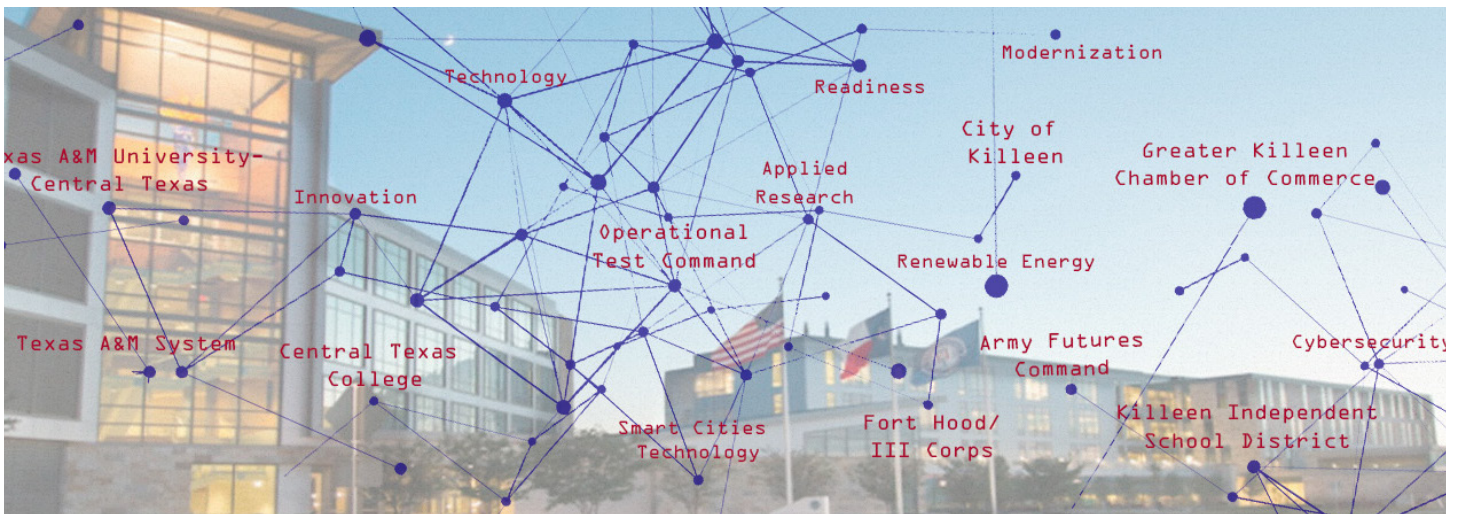 Modernization
Technology
Readiness
City of
Killeen
Greater Killeen
Chamber of Commerce
xas A&M University-
Central Texas
Applied
Research
Innovation
Operational
Test Command
Renewable Energy
Texas A&M System
Central Texas
College
Army Futures
Command
Cybersecurity
Smart Cities
Technology
Fort Hood/
III Corps
Killeen Independent
School District